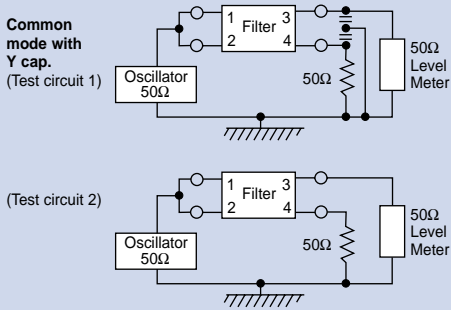 Common
mode with
Y cap.
(Test circuit 1)
1 3
Filter
2 4
Oscillator
50Ω
50Ω
50Ω
Level
Meter
(Test circuit 2)
1 3
Filter
2 4
Oscillator
50Ω
50Ω
50Ω
Level
Meter